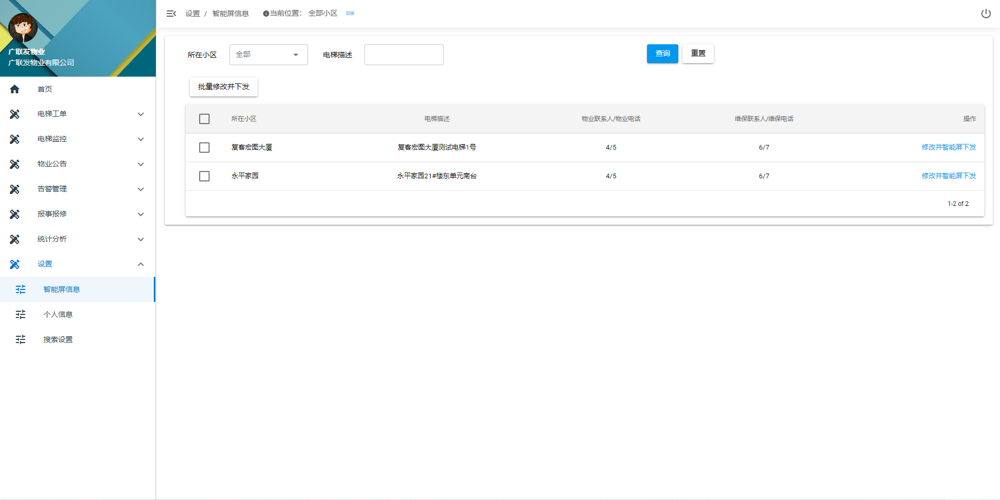 广联发物业
广联发物业有限公司
首页
电梯工单
电梯监控
物业公告
告警管理
报事报修
统计分析
设置
智能屏信息
个人信息
搜索设置
设置 / 智能屏信息 当前位置： 全部小区 切换
所在小区 全部 电梯描述 查询 重置
批量修改并下发
所在小区 电梯描述 物业联系人/物业电话 维保联系人/维保电话 操作
复客宏图大厦 复客宏图大厦测试电梯1号 4/5 6/7 修改并智能屏下发
永平家园 永平家园21#楼东单元南台 4/5 6/7 修改并智能屏下发
1-2 of 2